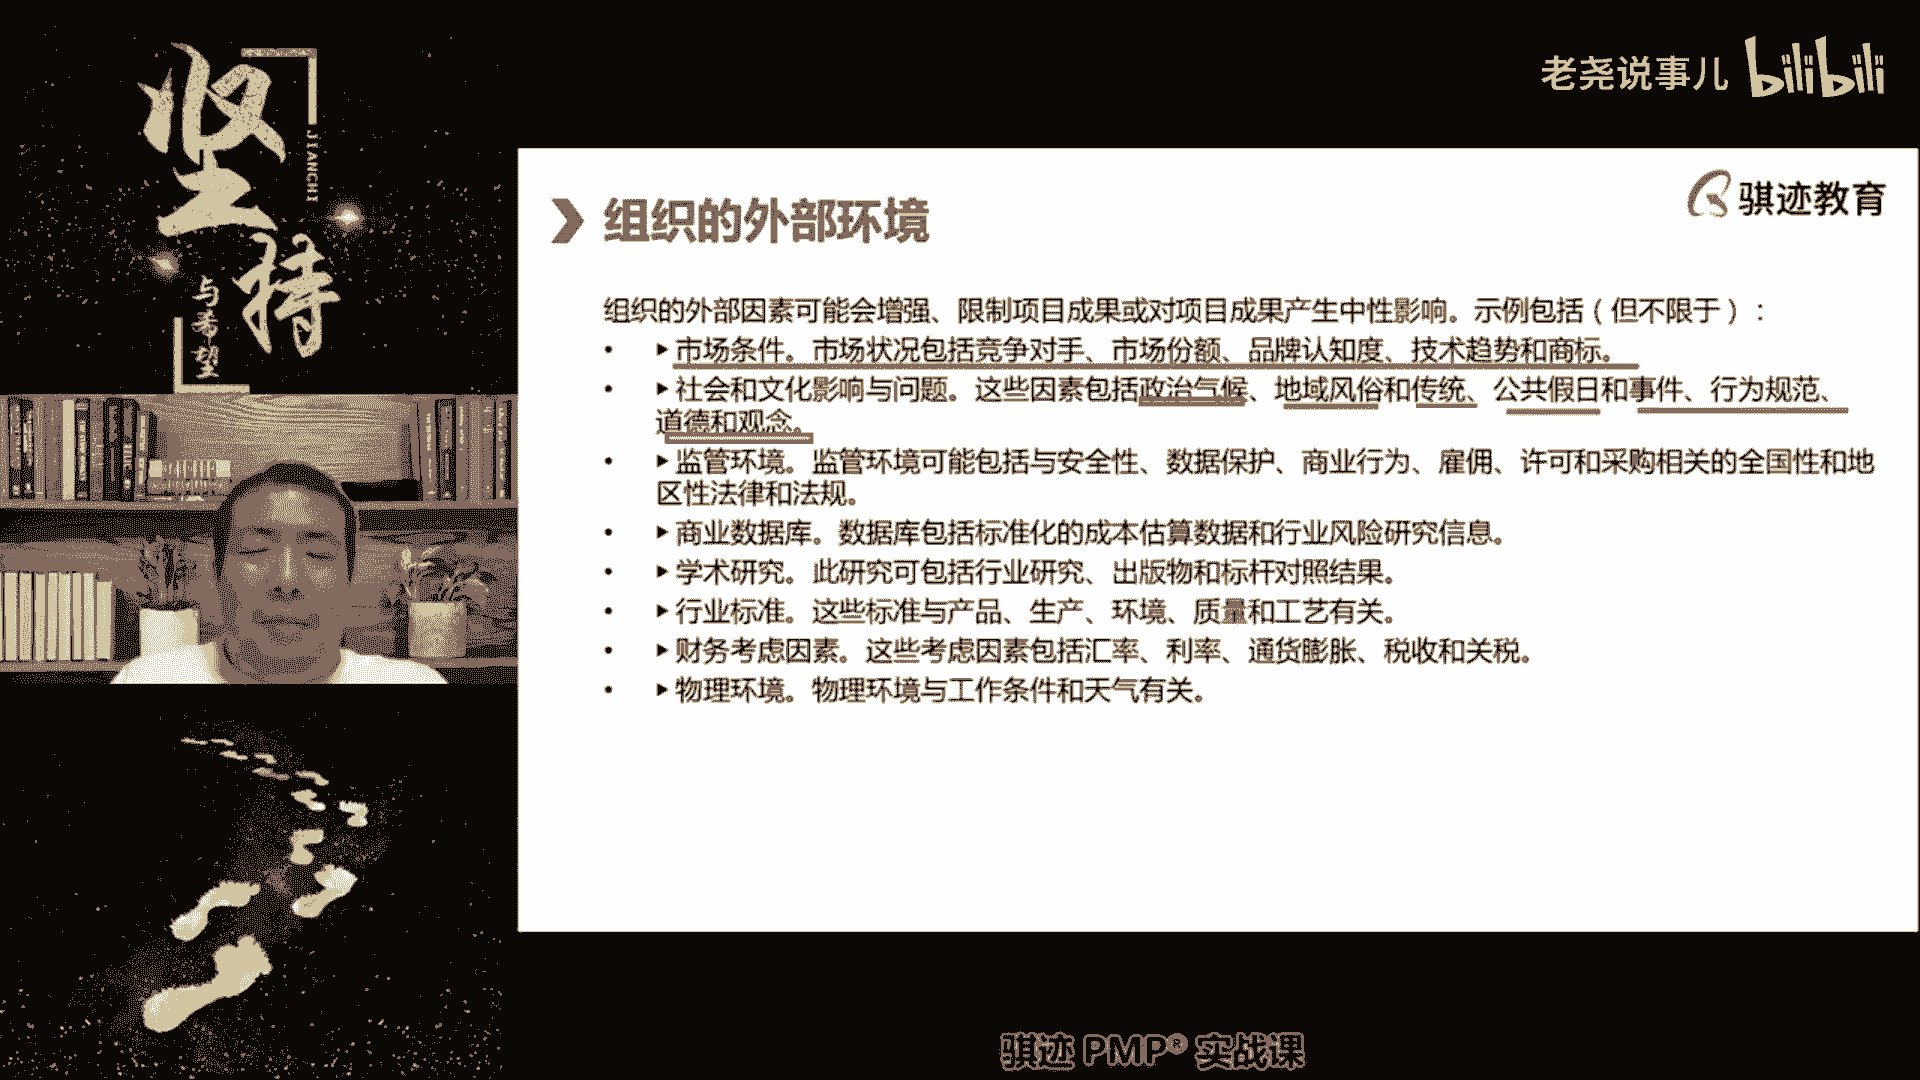 坚持
JIANCHI
与希望
老尧说事儿 bilibili
骐迹教育
组织的外部环境
组织的外部因素可能会增强、限制项目成果或对项目成果产生中性影响。示例包括（但不限于）：
• ▶市场条件。市场状况包括竞争对手、市场份额、品牌认知度、技术趋势和商标。
• ▶社会和文化影响与问题。这些因素包括政治气候、地域风俗和传统、公共假日和事件、行为规范、
道德和观念。
• ▶监管环境。监管环境可能包括与安全性、数据保护、商业行为、雇佣、许可和采购相关的全国性和地
区性法律和法规。
• ▶商业数据库。数据库包括标准化的成本估算数据和行业风险研究信息。
• ▶学术研究。此研究可包括行业研究、出版物和标杆对照结果。
• ▶行业标准。这些标准与产品、生产、环境、质量和工艺有关。
• ▶财务考虑因素。这些考虑因素包括汇率、利率、通货膨胀、税收和关税。
• ▶物理环境。物理环境与工作条件和天气有关。
骐迹 PMP® 实战课